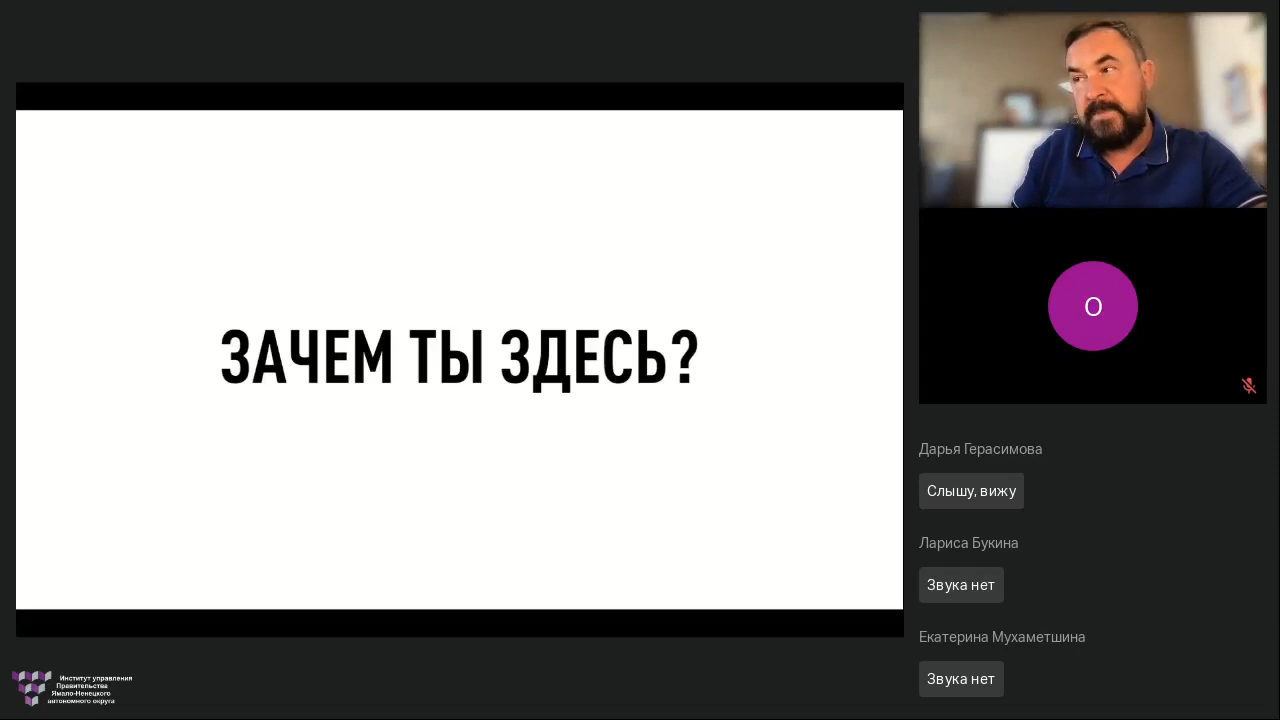 ЗАЧЕМ ТЫ ЗДЕСЬ?
О
Дарья Герасимова
Слышу, вижу
Лариса Букина
Звука нет
Екатерина Мухаметшина
Звука нет
Институт управления
Правительства
Ямало-Ненецкого
автономного округа